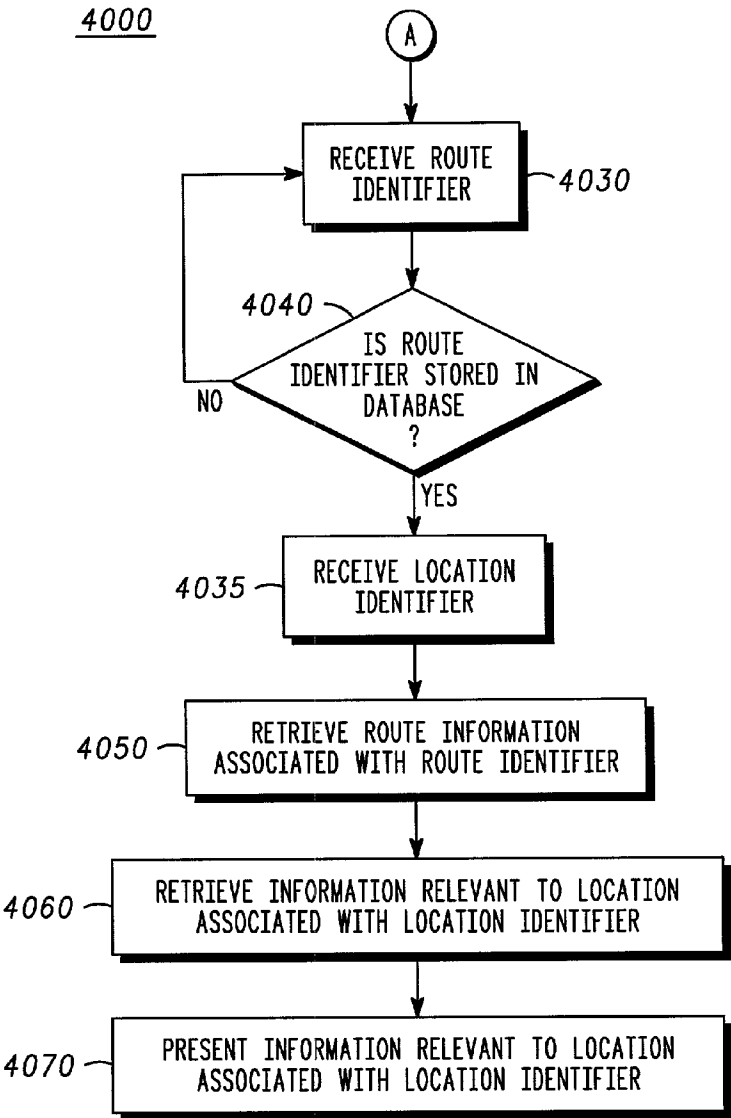 4000
A
RECEIVE ROUTE
IDENTIFIER
4030
4040
IS ROUTE
IDENTIFIER STORED IN
DATABASE
?
NO
YES
4035
RECEIVE LOCATION
IDENTIFIER
4050
RETRIEVE ROUTE INFORMATION
ASSOCIATED WITH ROUTE IDENTIFIER
4060
RETRIEVE INFORMATION RELEVANT TO LOCATION
ASSOCIATED WITH LOCATION IDENTIFIER
4070
PRESENT INFORMATION RELEVANT TO LOCATION
ASSOCIATED WITH LOCATION IDENTIFIER